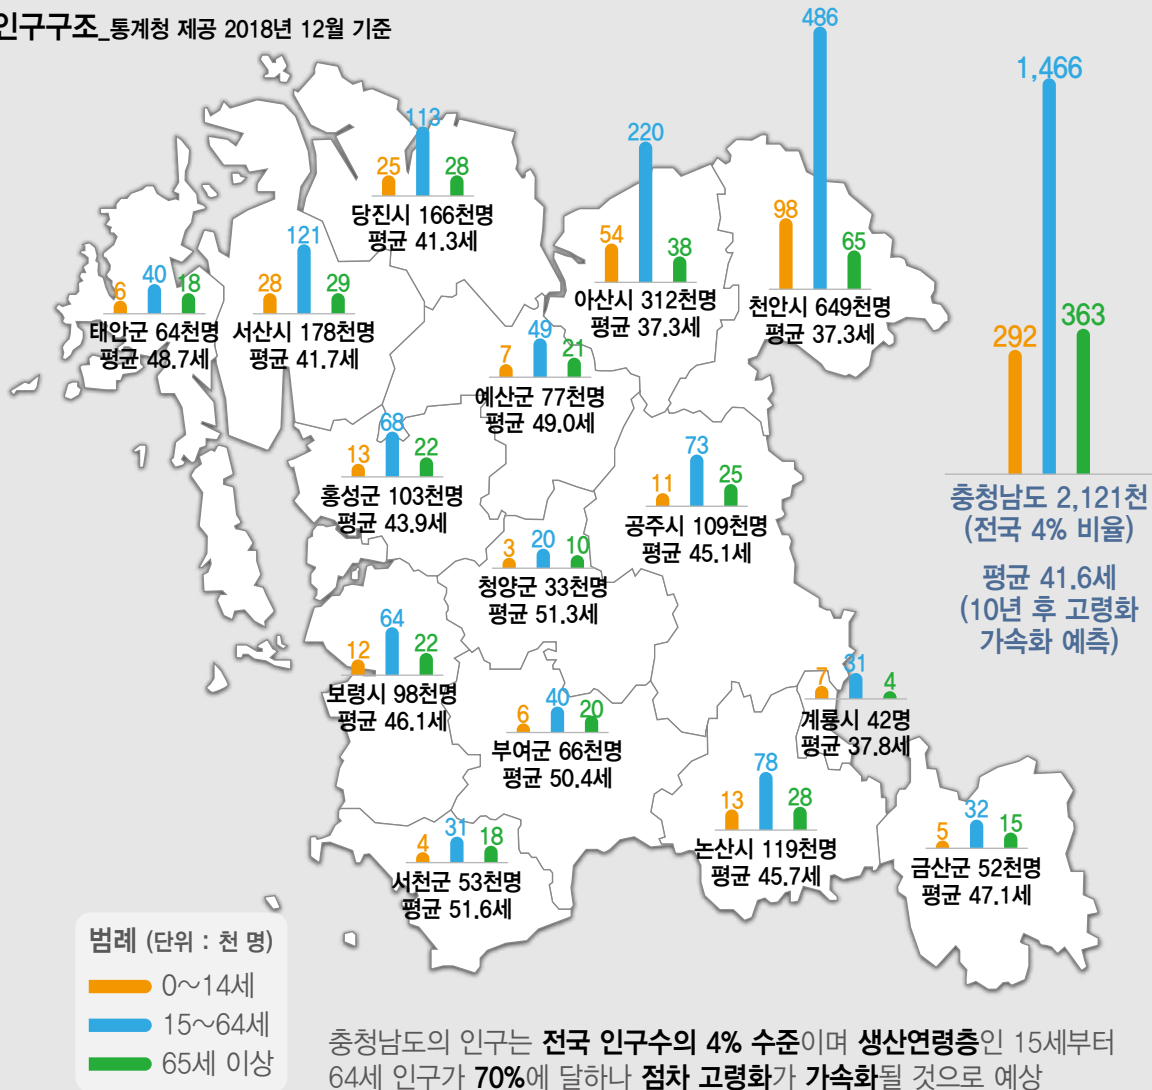 인구구조_통계청 제공 2018년 12월 기준
486
98
65
천안시 649천명
평균 37.3세
1,466
292
363
충청남도 2,121천
(전국 4% 비율)
평균 41.6세
(10년 후 고령화
가속화 예측)
113
25
28
당진시 166천명
평균 41.3세
220
54
38
아산시 312천명
평균 37.3세
121
28
29
서산시 178천명
평균 41.7세
6
40
18
태안군 64천명
평균 48.7세
7
49
21
예산군 77천명
평균 49.0세
13
68
22
홍성군 103천명
평균 43.9세
11
73
25
공주시 109천명
평균 45.1세
3
20
10
청양군 33천명
평균 51.3세
12
64
22
보령시 98천명
평균 46.1세
6
40
20
부여군 66천명
평균 50.4세
7
31
4
계룡시 42명
평균 37.8세
13
78
28
논산시 119천명
평균 45.7세
5
32
15
금산군 52천명
평균 47.1세
4
31
18
서천군 53천명
평균 51.6세
범례 (단위 : 천 명)
0~14세
15~64세
65세 이상
충청남도의 인구는 전국 인구수의 4% 수준이며 생산연령층인 15세부터
64세 인구가 70%에 달하나 점차 고령화가 가속화될 것으로 예상